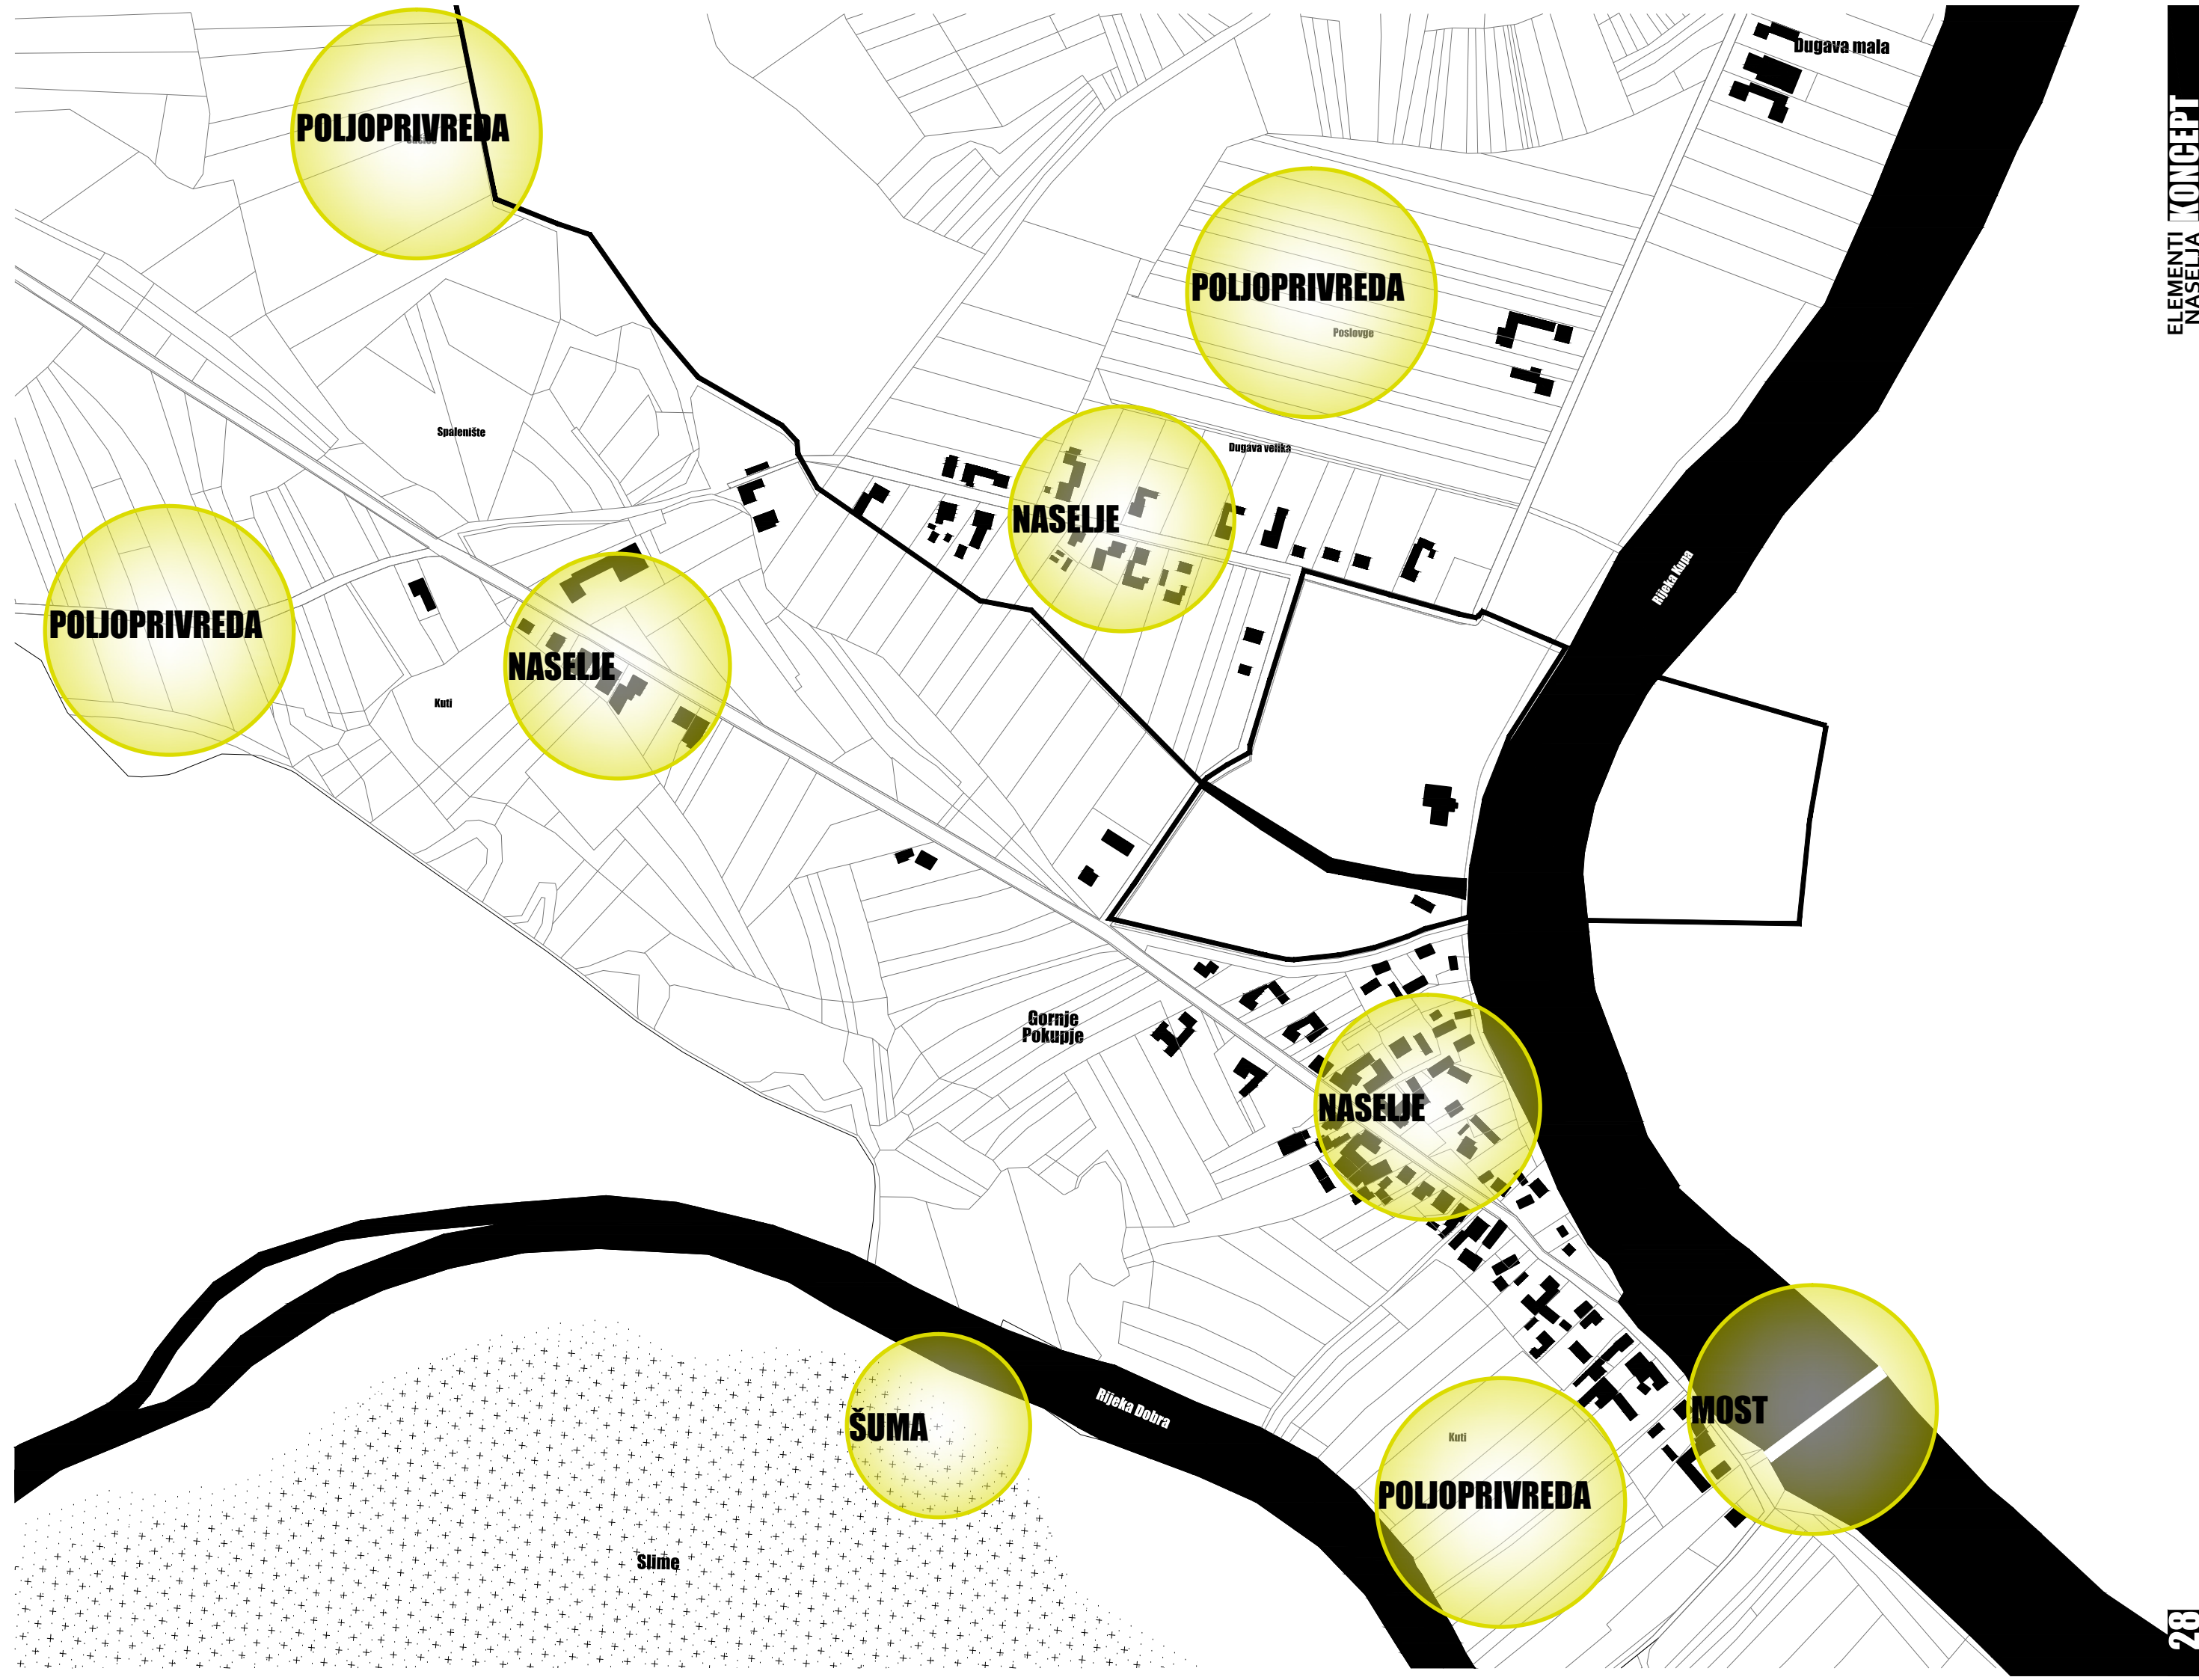 Dugava mala
POLJOPRIVREDA
KONCEPT
ELEMENTI
NASELJA
POLJOPRIVREDA
Poslovge
Spalenište
Dugava velika
NASELJE
Rijeka Kupa
POLJOPRIVREDA
NASELJE
Kuti
Gornje
Pokupje
NASELJE
Rijeka Dobra
MOST
ŠUMA
Kuti
POLJOPRIVREDA
Slime
28